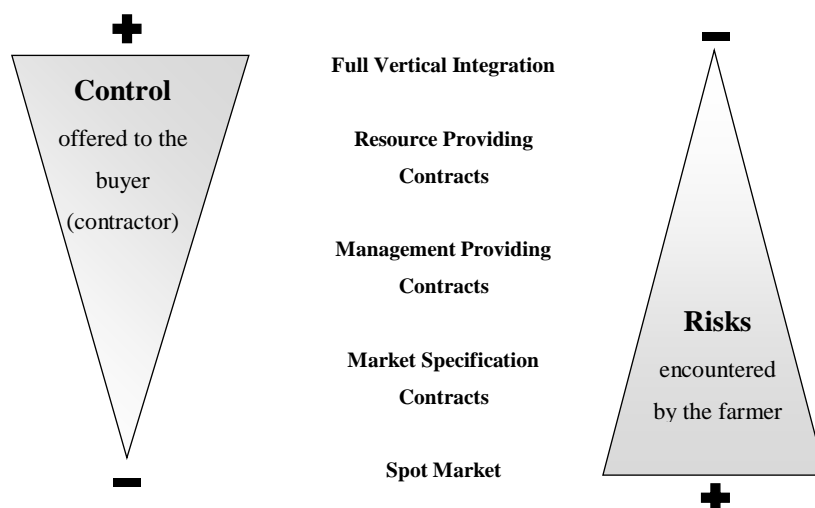 +
Control
offered to the
buyer
(contractor)
–
Full Vertical Integration
Resource Providing
Contracts
Management Providing
Contracts
Market Specification
Contracts
Spot Market
–
Risks
encountered
by the farmer
+